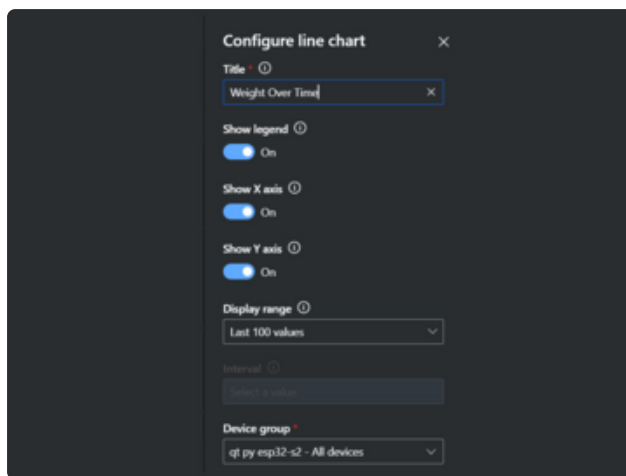 Configure line chart
Title *
Weight Over Time
Show legend
On
Show X axis
On
Show Y axis
On
Display range
Last 100 values
Interval
Select a value
Device group *
qt py esp32-s2 - All devices